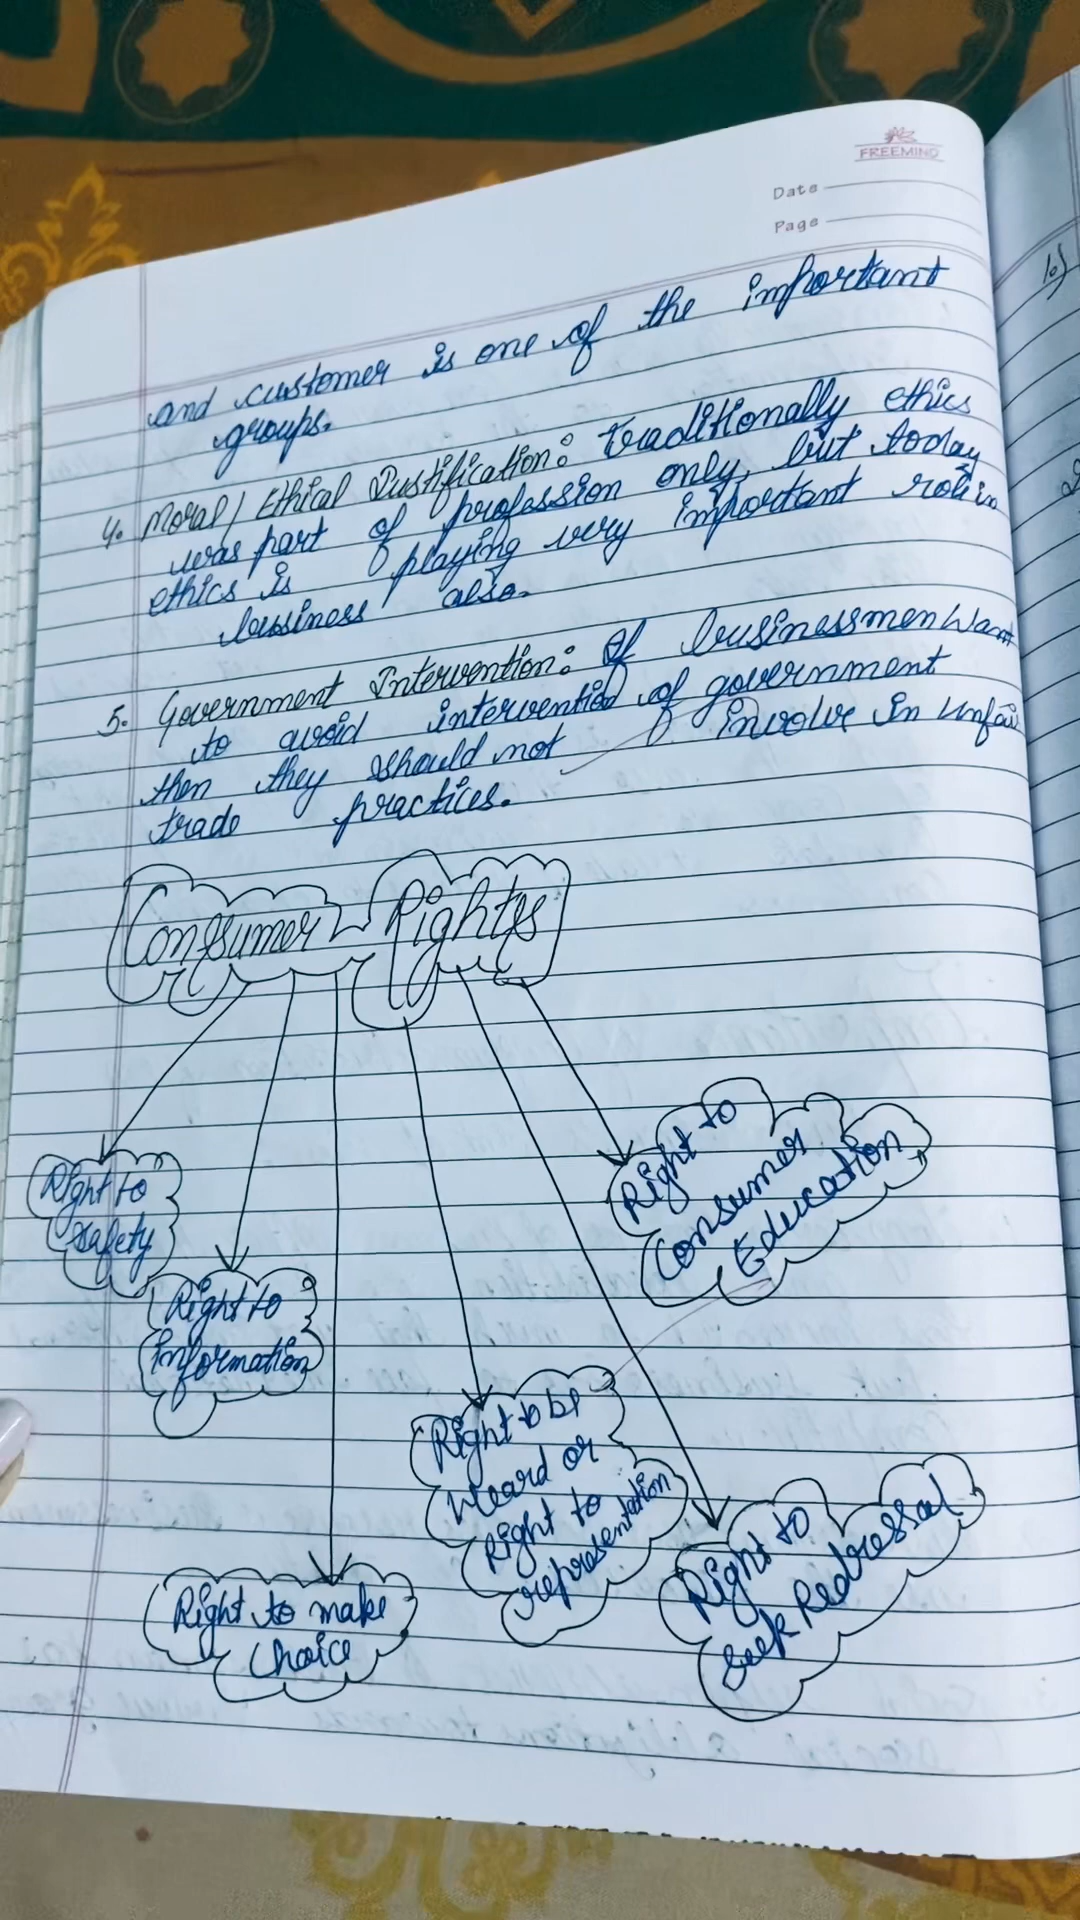 FREEMIND
Date
Page
and customer is one of the important
groups.
4. Moral/ Ethical Justification: Traditionally ethics
was part of profession only, but today
ethics is playing very important role in
bussiness also.
5. Government Intervention: If businessmen want
to avoid intervention of government
then they should not involve in unfair
trade practices.
Consumer Rights
Right to
safety
Right to
information
Right to make
choice
Right to be
Heard or
Right to
representation
Right to
seek Redressal
Right to
Consumer
Education
1.)